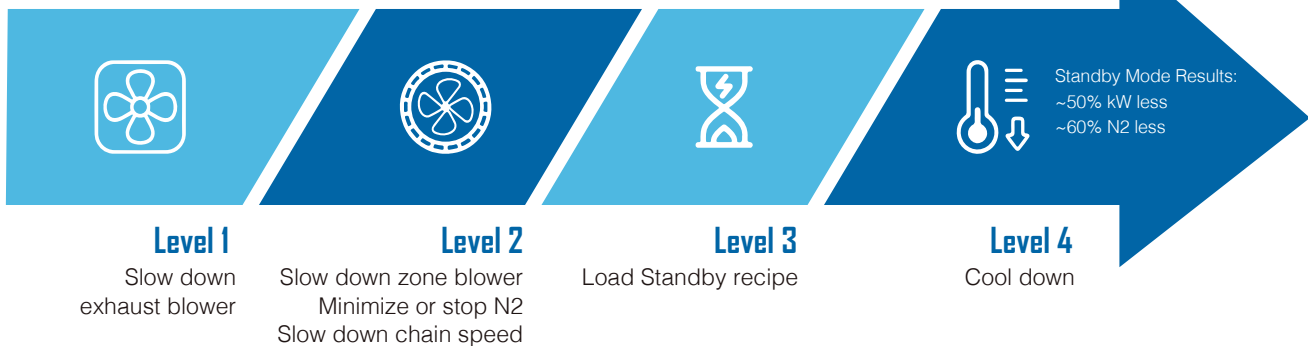 Standby Mode Results:
~50% kW less
~60% N2 less
Level 1
Slow down
exhaust blower
Level 2
Slow down zone blower
Minimize or stop N2
Slow down chain speed
Level 3
Load Standby recipe
Level 4
Cool down